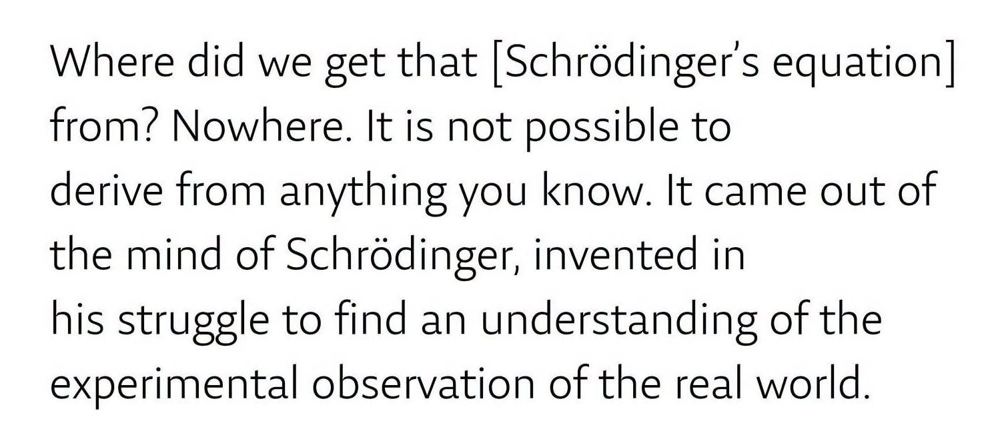 Where did we get that [Schrödinger’s equation]
from? Nowhere. It is not possible to
derive from anything you know. It came out of
the mind of Schrödinger, invented in
his struggle to find an understanding of the
experimental observation of the real world.